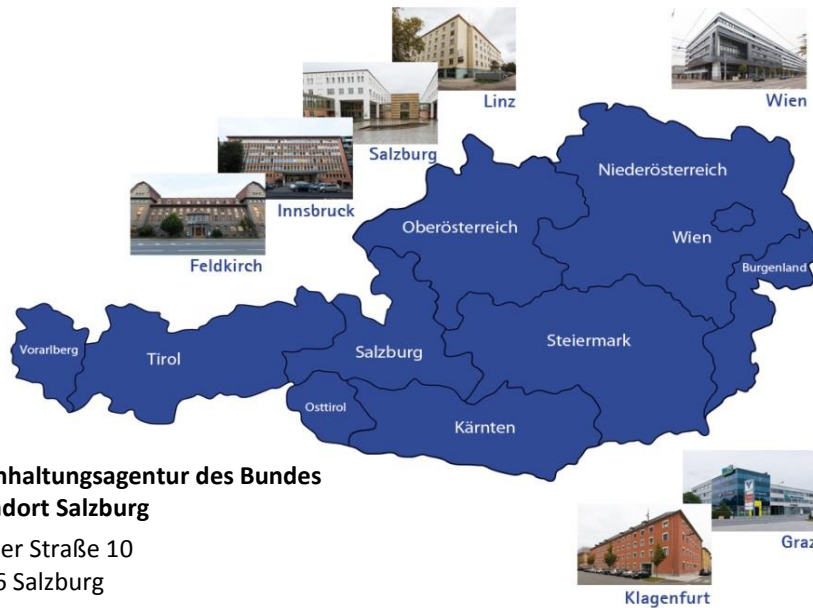 Linz
Wien
Salzburg
Innsbruck
Feldkirch
Niederösterreich
Oberösterreich
Wien
Burgenland
Vorarlberg
Tirol
Salzburg
Steiermark
Osttirol
Kärnten
nhaltungsagentur des Bundes
ndort Salzburg
er Straße 10
Salzburg
Graz
Klagenfurt